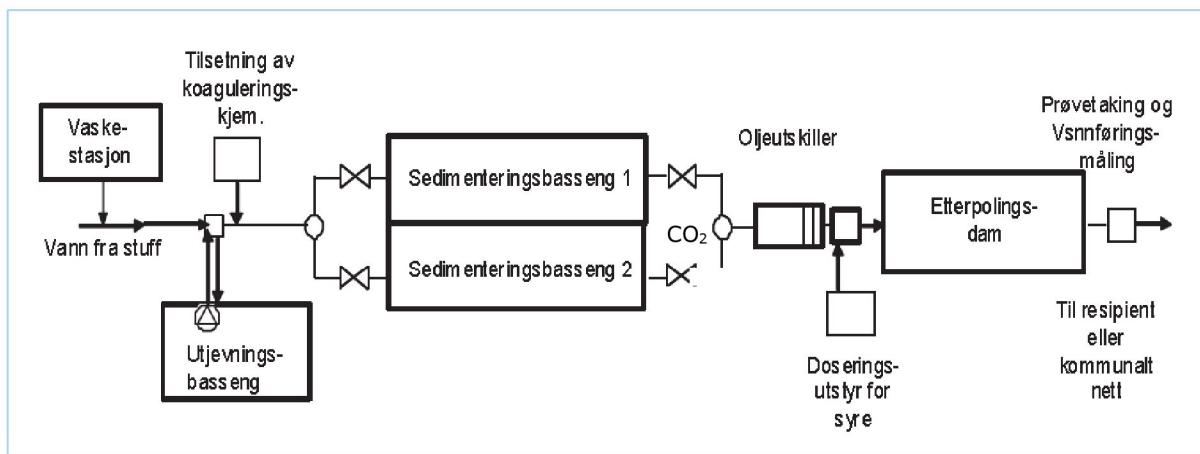 Tilsetning av
koagulerings-
kjem.
Vaske-
stasjon
Vann fra stuff
Utjevnings-
basseng
Sedimenteringsbasseng 1
Sedimenteringsbasseng 2
CO₂
Oljeutskiller
Doserings-
utstyr for
syre
Etterpolings-
dam
Prøvetaking og
Vsnnførings-
måling
Til resipient
eller
kommunalt
nett